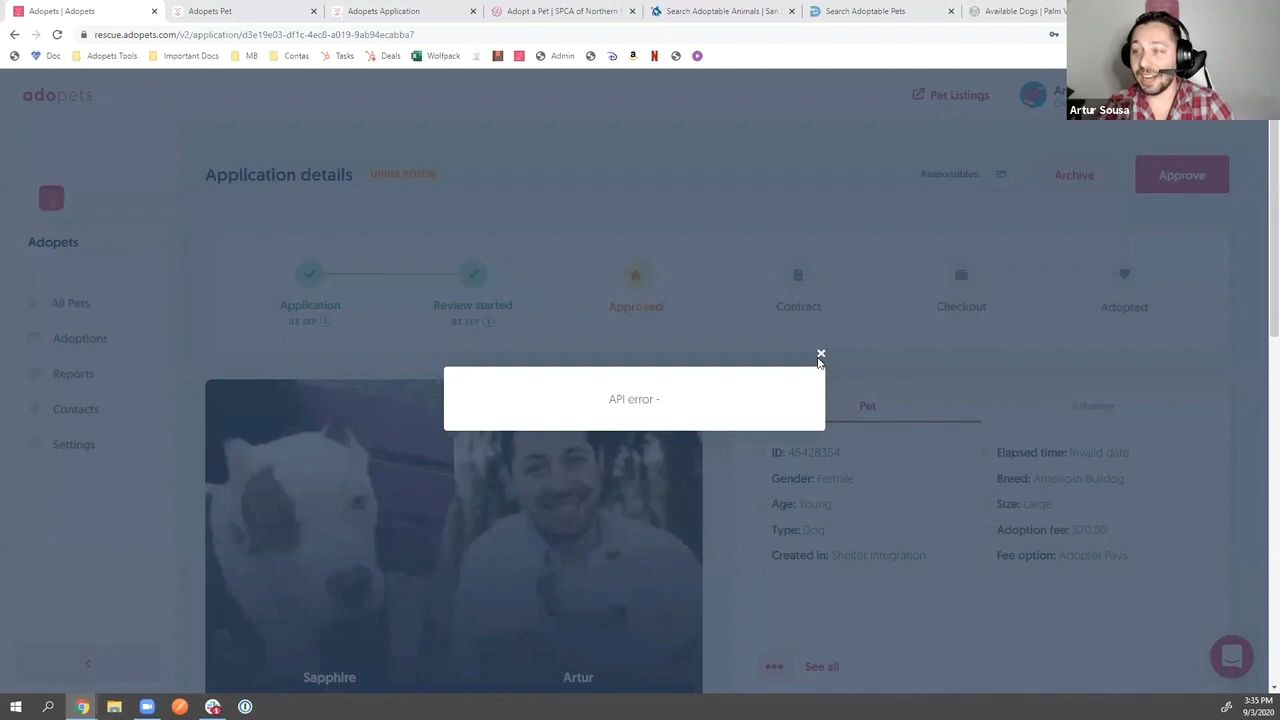 Adopets | Adopets
Adopets Pet
Adopets Application
Adopt a Pet | SPCA of Northern
Search Adoptable Animals | San
Search Adoptable Pets
Available Dogs | Palm
rescue.adopets.com/v2/application/d3e19e03-df1c-4ec8-a019-9ab94ecabba7
Doc Adopets Tools Important Docs MB Contas Tasks Deals Wolfpack Admin
adopets
Pet Listings
Artur Sousa
Application details UNDER REVIEW
Responsibles:
Archive
Approve
Adopets
All Pets
Adoptions
Reports
Contacts
Settings
Application
03 SEP
Review started
Approved
Contract
Checkout
Adopted
API error -
Pet
Adopter
ID: 45428354
Elapsed time: Invalid date
Gender: Female
Breed: American Bulldog
Age: Young
Size: Large
Type: Dog
Adoption fee: $20.00
Created in: Shelter Integration
Fee option: Adopter Pays
See all
Sapphire
Artur
3:35 PM
9/3/2020